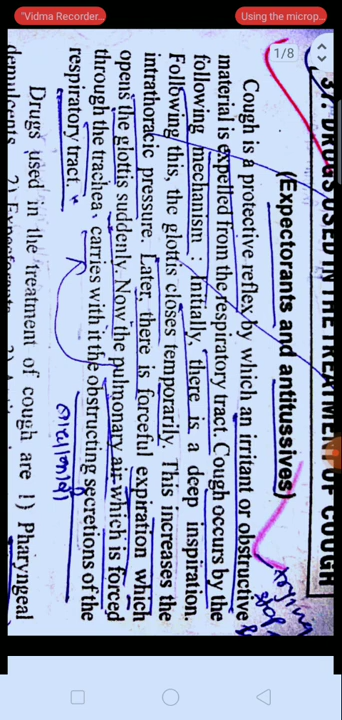 "Vidma Recorder...
Using the microp...
1/8
DRUGS USED IN THE TREATMENT OF COUGH
(Expectorants and antitussives)
Cough is a protective reflex by which an irritant or obstructive
material is expelled from the respiratory tract. Cough occurs by the
following mechanism : Initially, there is a deep inspiration.
Following this, the glottis closes temporarily. This increases the
intrathoracic pressure. Later, there is forceful expiration which
opens the glottis suddenly. Now the pulmonary air which is forced
through the trachea, carries with it the obstructing secretions of the
respiratory tract.
Drugs used in the treatment of cough are 1) Pharyngeal
demulcents 2)